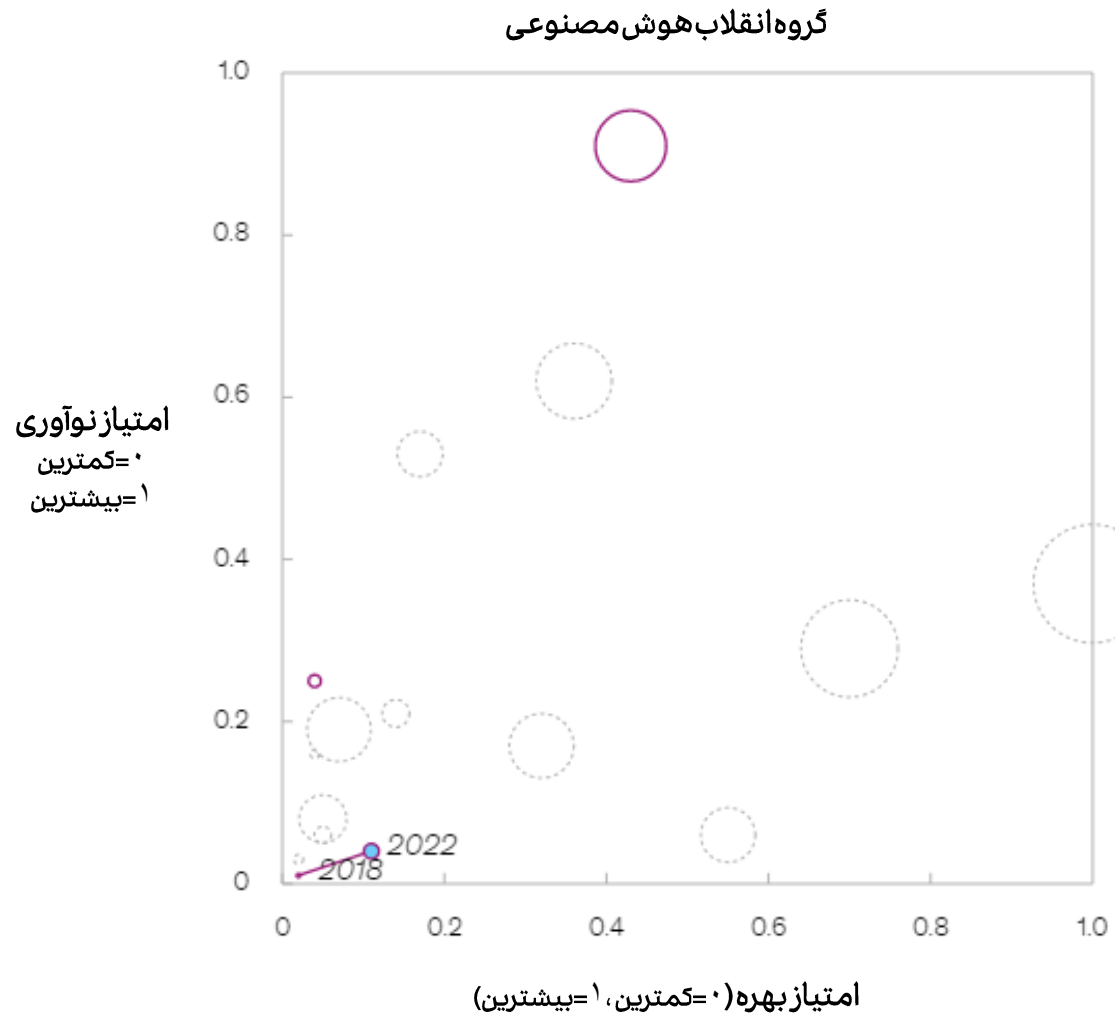 گروه انقلاب هوش مصنوعی
1.0
0.8
0.6
0.4
0.2
0
امتیاز نوآوری
۰=کمترین
۱=بیشترین
2022
2018
0 0.2 0.4 0.6 0.8 1.0
امتیاز بهره (۰=کمترین، ۱=بیشترین)